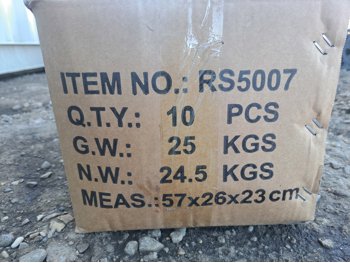 ITEM NO.: RS5007
Q.T.Y.: 10 PCS
G.W.: 25 KGS
N.W.: 24.5 KGS
MEAS.:57x26x23cm